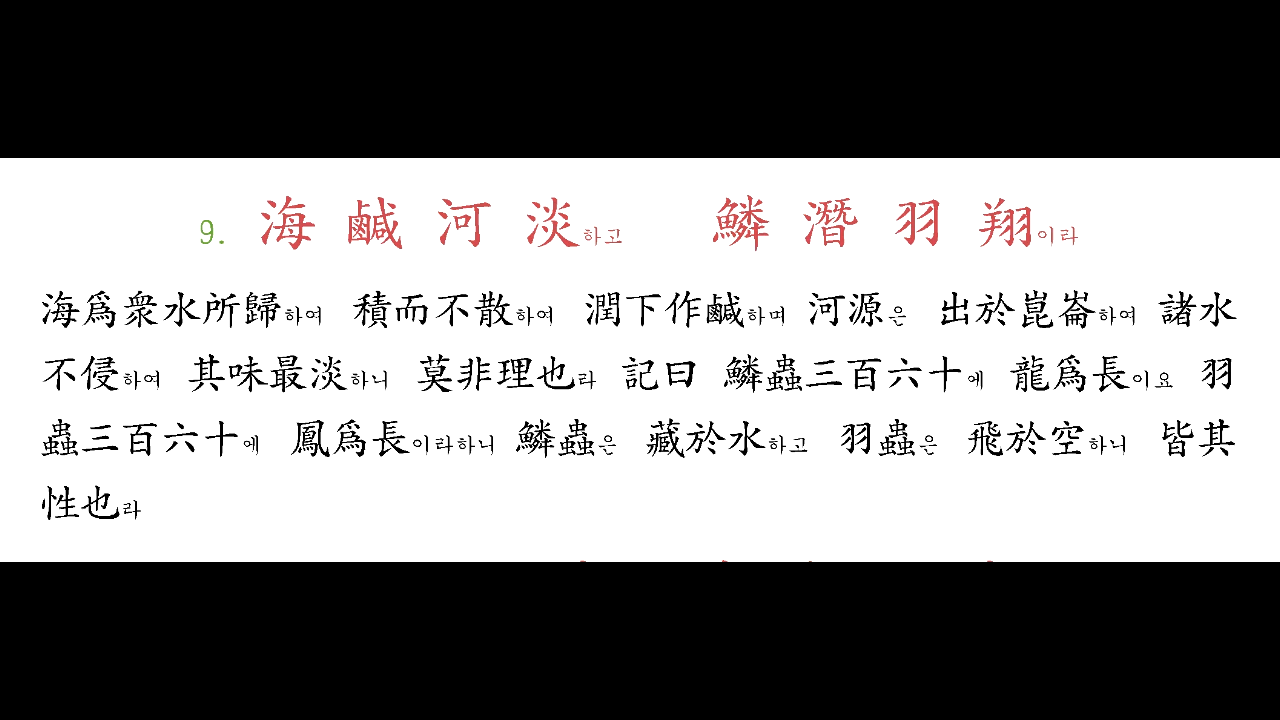 9. 海 鹹 河 淡하고 鱗 潛 羽 翔이라
海爲衆水所歸하여 積而不散하여 潤下作鹹하며 河源은 出於崑崙하여 諸水
不侵하여 其味最淡하니 莫非理也라 記曰 鱗蟲三百六十에 龍爲長이요 羽
蟲三百六十에 鳳爲長이라하니 鱗蟲은 藏於水하고 羽蟲은 飛於空하니 皆其
性也라